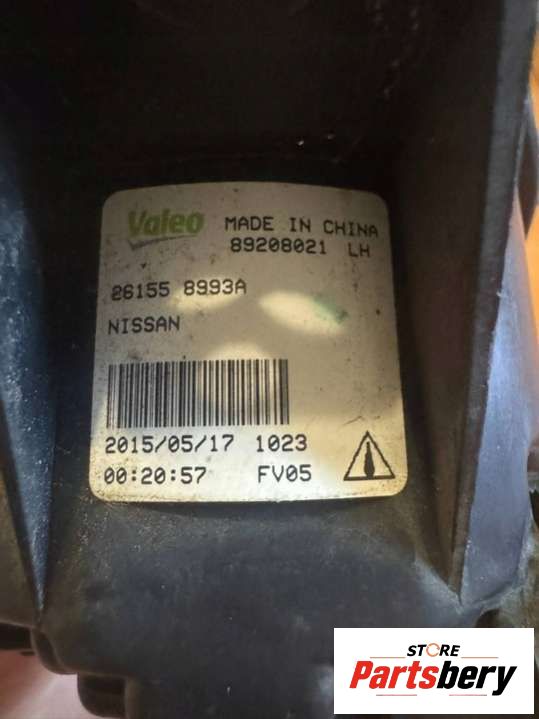 Valeo MADE IN CHINA
89208021 LH
26155 8993A
NISSAN
2015/05/17 1023
00:20:57 FV05
STORE
Partsbery